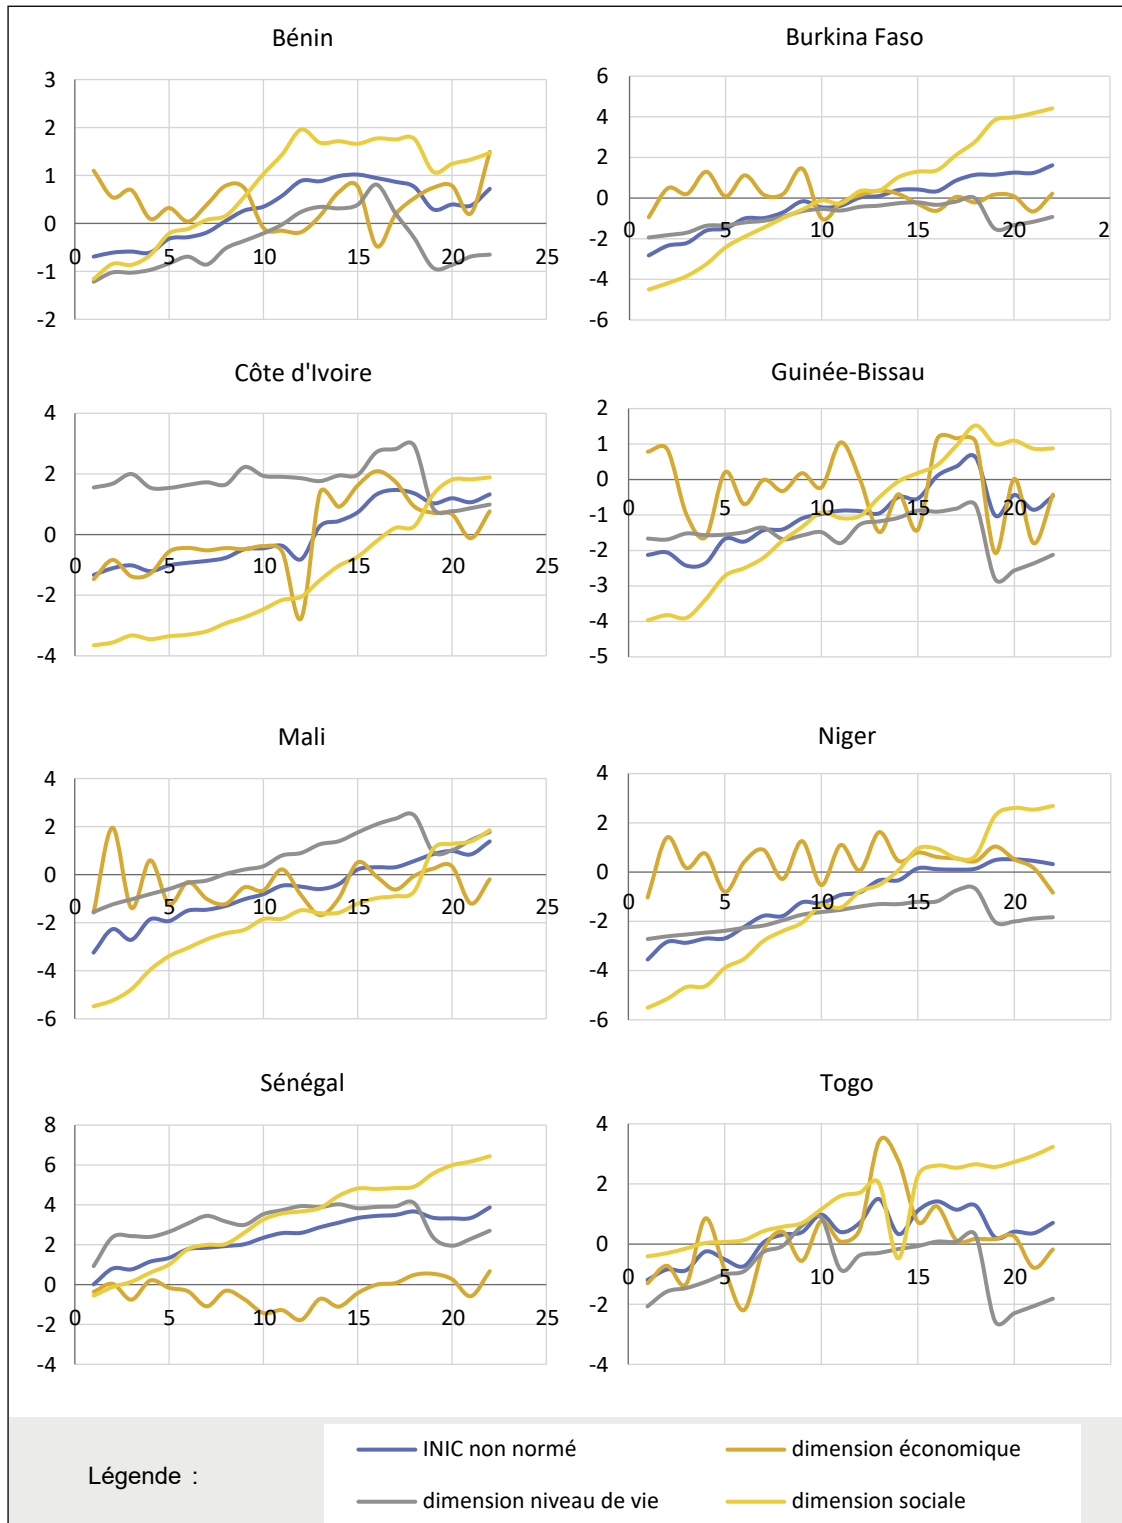 Bénin
3
2
1
0
-1
-2
0 5 10 15 20 25
Burkina Faso
6
4
2
0
-2
-4
-6
0 5 10 15 20 2
Côte d'Ivoire
4
2
0
-2
-4
0 5 10 15 20 25
Guinée-Bissau
2
1
0
-1
-2
-3
-4
-5
0 5 10 15 20
Mali
4
2
0
-2
-4
-6
0 5 10 15 20 25
Niger
4
2
0
-2
-4
-6
0 5 10 15 20
Sénégal
8
6
4
2
0
-2
-4
0 5 10 15 20 25
Togo
4
2
0
-2
-4
0 5 10 15 20
Légende :
INIC non normé
dimension économique
dimension niveau de vie
dimension sociale